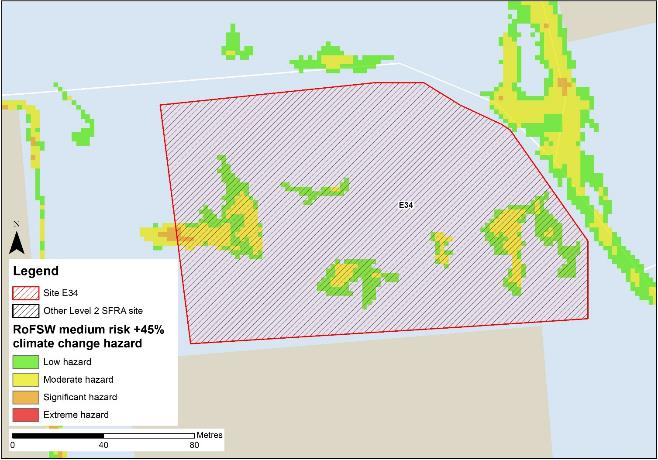 E34
N
Legend
Site E34
Other Level 2 SFRA site
RoFSW medium risk +45%
climate change hazard
Low hazard
Moderate hazard
Significant hazard
Extreme hazard
Metres
0 40 80